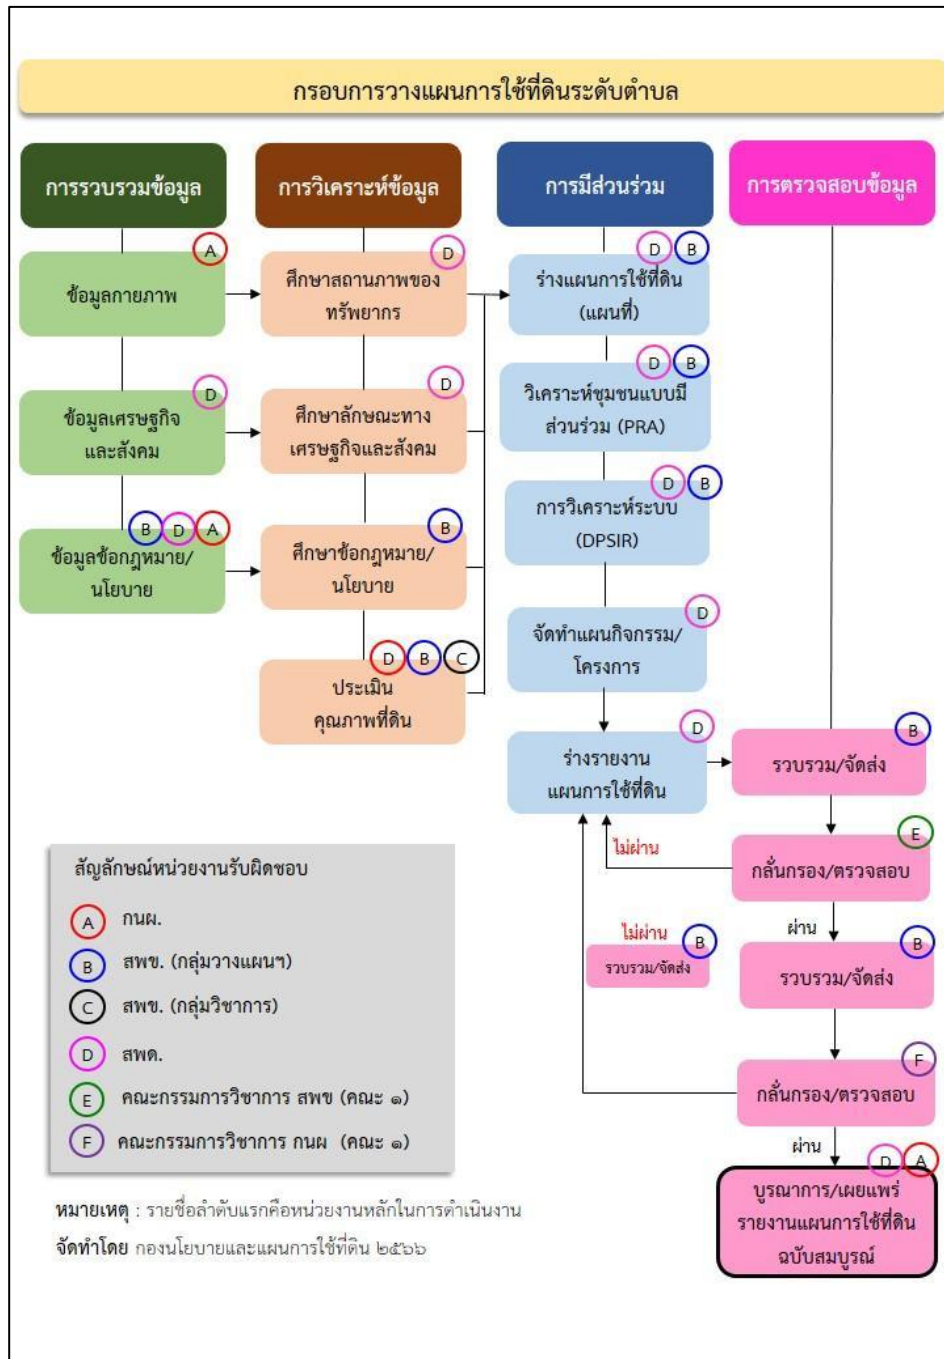 กรอบการวางแผนการใช้ที่ดินระดับตำบล
การรวบรวมข้อมูล
การวิเคราะห์ข้อมูล
การมีส่วนร่วม
การตรวจสอบข้อมูล
A
ข้อมูลกายภาพ
D
ข้อมูลเศรษฐกิจ
และสังคม
B D A
ข้อมูลข้อกฎหมาย/
นโยบาย
D
ศึกษาสถานภาพของ
ทรัพยากร
D
ศึกษาลักษณะทาง
เศรษฐกิจและสังคม
B
ศึกษาข้อกฎหมาย/
นโยบาย
D B C
ประเมิน
คุณภาพที่ดิน
D B
ร่างแผนการใช้ที่ดิน
(แผนที่)
D B
วิเคราะห์ชุมชนแบบมี
ส่วนร่วม (PRA)
D B
การวิเคราะห์ระบบ
(DPSIR)
D
จัดทำแผนกิจกรรม/
โครงการ
D
ร่างรายงาน
แผนการใช้ที่ดิน
B
รวบรวม/จัดส่ง
E
กลั่นกรอง/ตรวจสอบ
ไม่ผ่าน
ผ่าน
B
รวบรวม/จัดส่ง
ไม่ผ่าน
B
รวบรวม/จัดส่ง
F
กลั่นกรอง/ตรวจสอบ
ผ่าน
D A
บูรณาการ/เผยแพร่
รายงานแผนการใช้ที่ดิน
ฉบับสมบูรณ์
สัญลักษณ์หน่วยงานรับผิดชอบ
A กนผ.
B สพข. (กลุ่มวางแผนฯ)
C สพข. (กลุ่มวิชาการ)
D สพด.
E คณะกรรมการวิชาการ สพข (คณะ ๑)
F คณะกรรมการวิชาการ กนผ (คณะ ๑)
หมายเหตุ : รายชื่อลำดับแรกคือหน่วยงานหลักในการดำเนินงาน
จัดทำโดย กองนโยบายและแผนการใช้ที่ดิน ๒๕๖๖